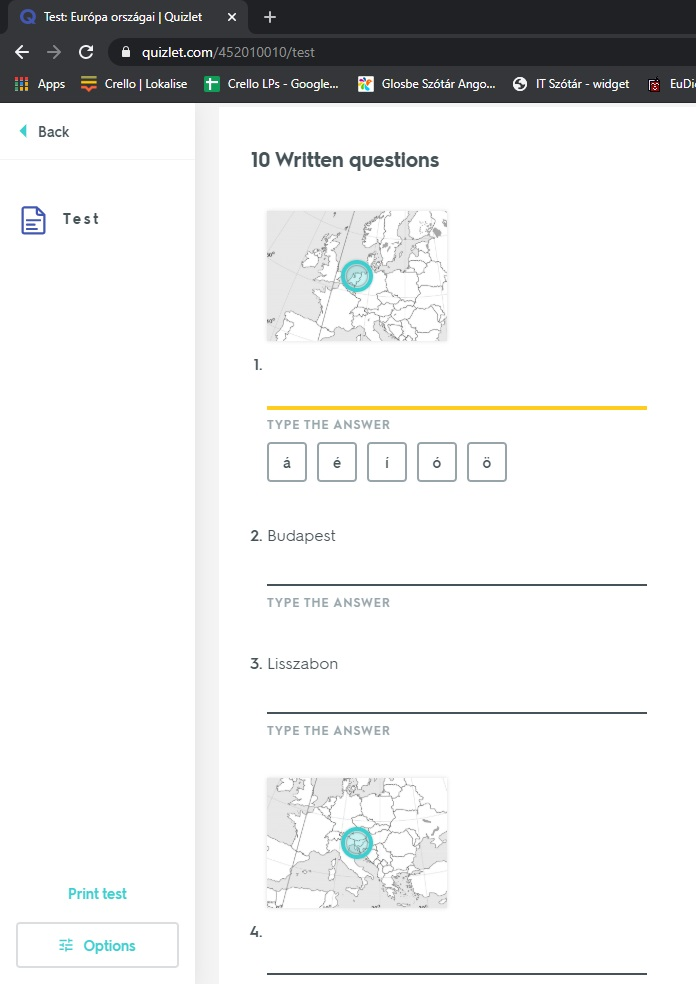 Test: Európa országai | Quizlet
quizlet.com/452010010/test
Apps Crello | Lokalise Crello LPs - Google... Glosbe Szótár Ango... IT Szótár - widget EuDi
Back
Test
10 Written questions
1.
TYPE THE ANSWER
á é í ó ö
2. Budapest
TYPE THE ANSWER
3. Lisszabon
TYPE THE ANSWER
4.
Print test
Options